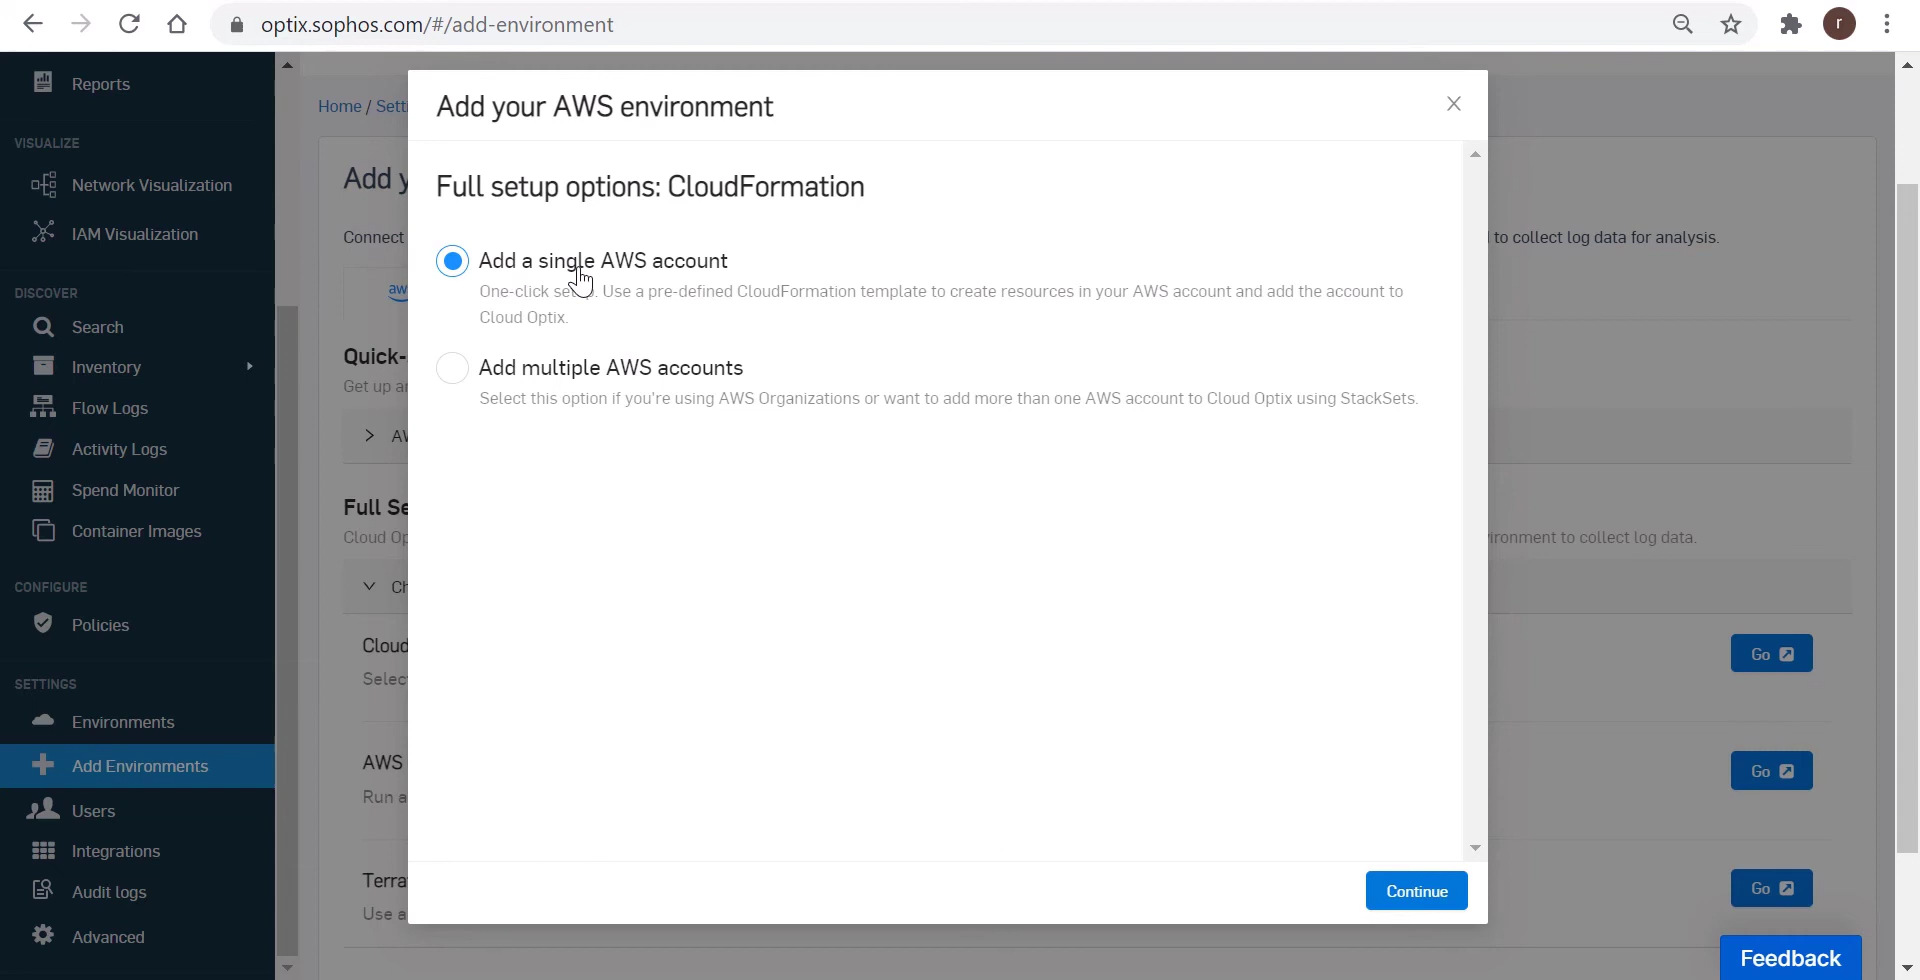 optix.sophos.com/#/add-environment
r
Reports
VISUALIZE
Network Visualization
IAM Visualization
DISCOVER
Search
Inventory
Flow Logs
Activity Logs
Spend Monitor
Container Images
CONFIGURE
Policies
SETTINGS
Environments
Add Environments
Users
Integrations
Audit logs
Advanced
Home / Setti
Add y
Connect
to collect log data for analysis.
aw
Quick-
Get up an
AW
Full Se
Cloud Op
ironment to collect log data.
Ch
Cloud
Selec
Go
AWS
Run a
Go
Terra
Use a
Go
Add your AWS environment
Full setup options: CloudFormation
Add a single AWS account
One-click Use a pre-defined CloudFormation template to create resources in your AWS account and add the account to
Cloud Optix.
Add multiple AWS accounts
Select this option if you're using AWS Organizations or want to add more than one AWS account to Cloud Optix using StackSets.
Continue
Feedback